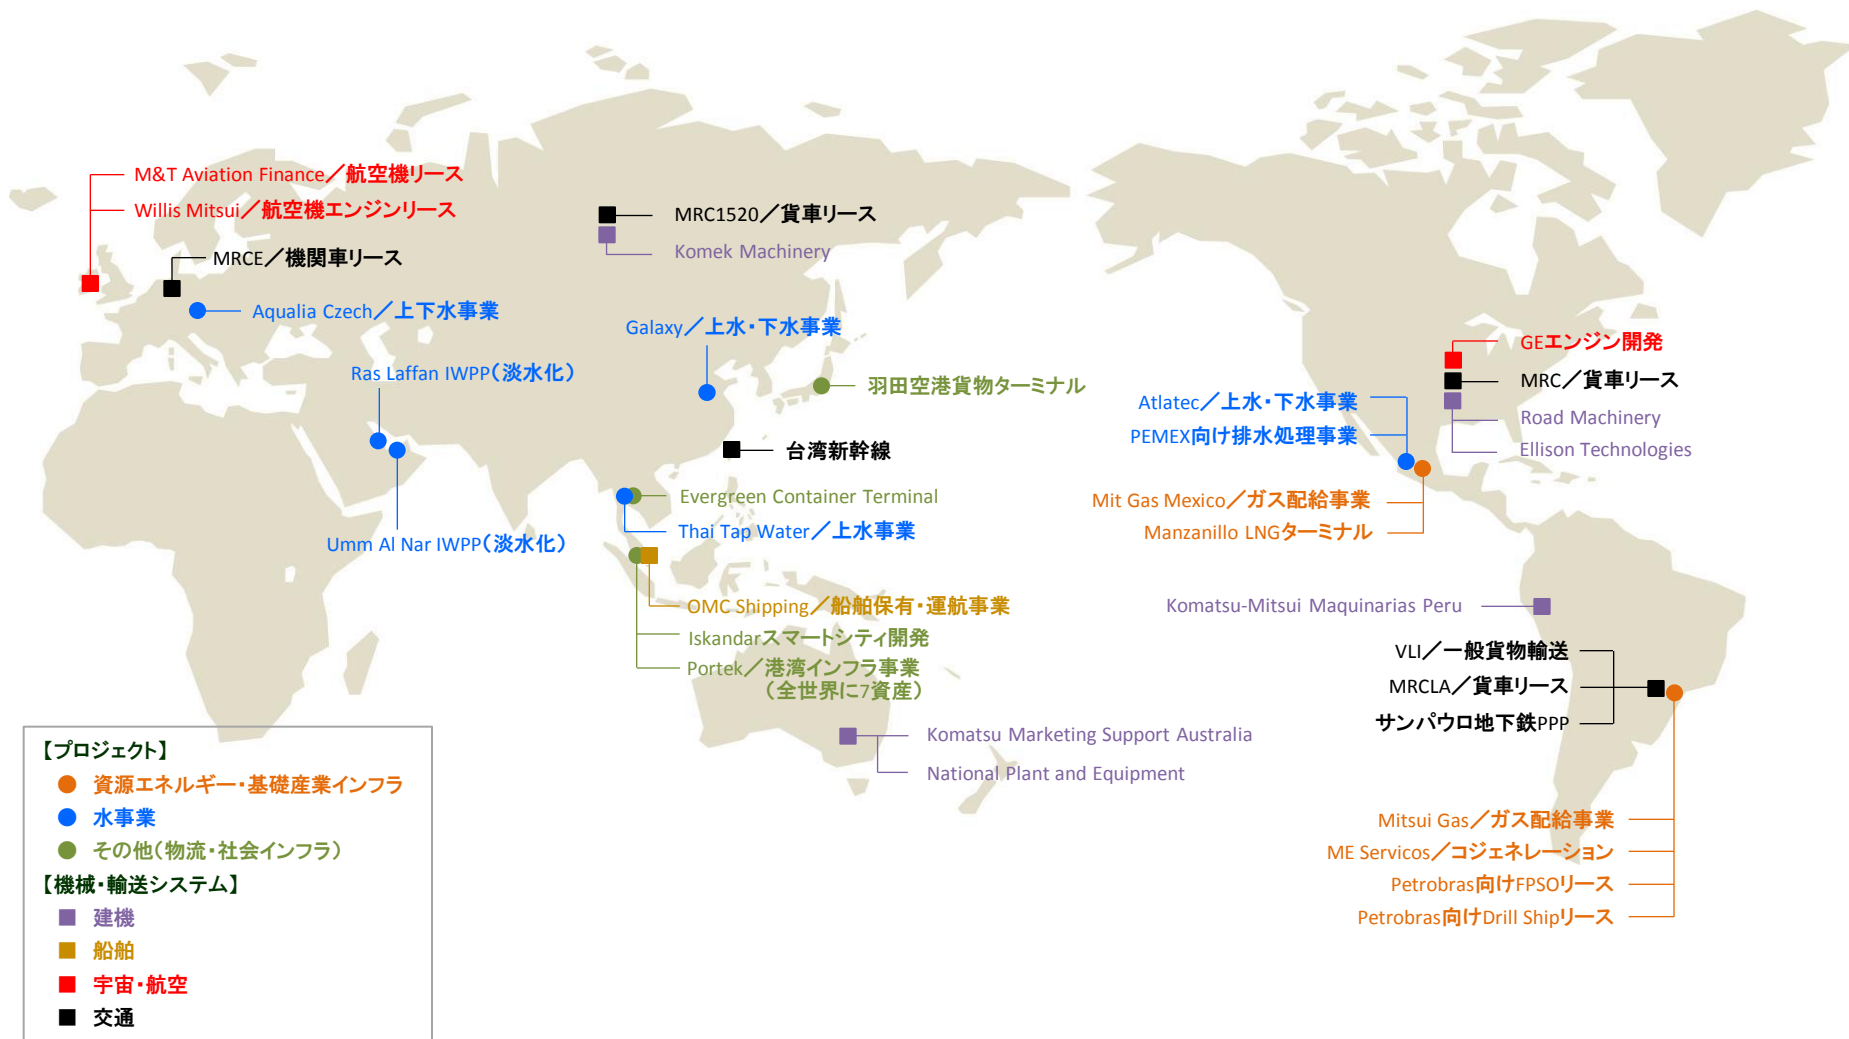 M&T Aviation Finance／航空機リース
Willis Mitsui／航空機エンジンリース
MRCE／機関車リース
Aqualia Czech／上下水事業
Ras Laffan IWPP（淡水化）
Umm Al Nar IWPP（淡水化）
MRC1520／貨車リース
Komek Machinery
Galaxy／上水・下水事業
羽田空港貨物ターミナル
台湾新幹線
Evergreen Container Terminal
Thai Tap Water／上水事業
OMC Shipping／船舶保有・運航事業
Iskandarスマートシティ開発
Portek／港湾インフラ事業
（全世界に7資産）
Komatsu Marketing Support Australia
National Plant and Equipment
GEエンジン開発
MRC／貨車リース
Road Machinery
Ellison Technologies
Atlatec／上水・下水事業
PEMEX向け排水処理事業
Mit Gas Mexico／ガス配給事業
Manzanillo LNGターミナル
Komatsu-Mitsui Maquinarias Peru
VLI／一般貨物輸送
MRCLA／貨車リース
サンパウロ地下鉄PPP
Mitsui Gas／ガス配給事業
ME Servicos／コジェネレーション
Petrobras向けFPSOリース
Petrobras向けDrill Shipリース
【プロジェクト】
資源エネルギー・基礎産業インフラ
水事業
その他（物流・社会インフラ）
【機械・輸送システム】
建機
船舶
宇宙・航空
交通